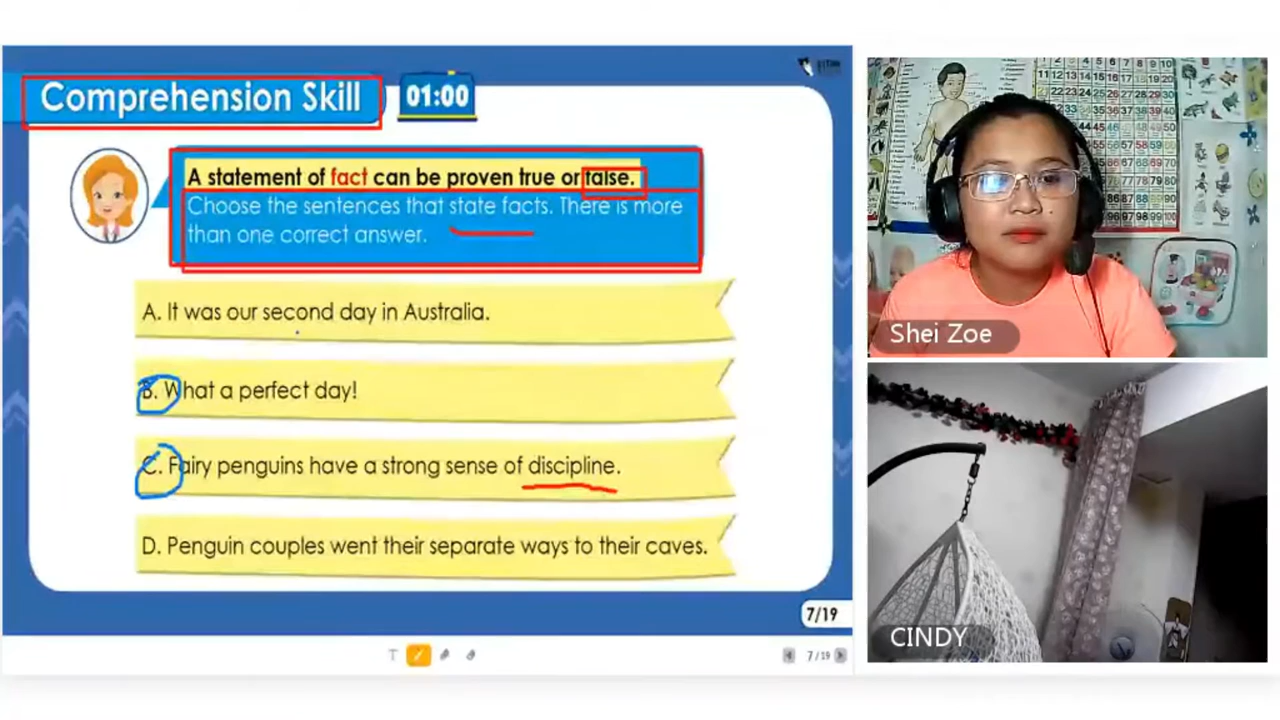 Comprehension Skill
01:00
A statement of fact can be proven true or false.
Choose the sentences that state facts. There is more
than one correct answer.
A. It was our second day in Australia.
B. What a perfect day!
C. Fairy penguins have a strong sense of discipline.
D. Penguin couples went their separate ways to their caves.
7/19
T
7/19
Shei Zoe
CINDY